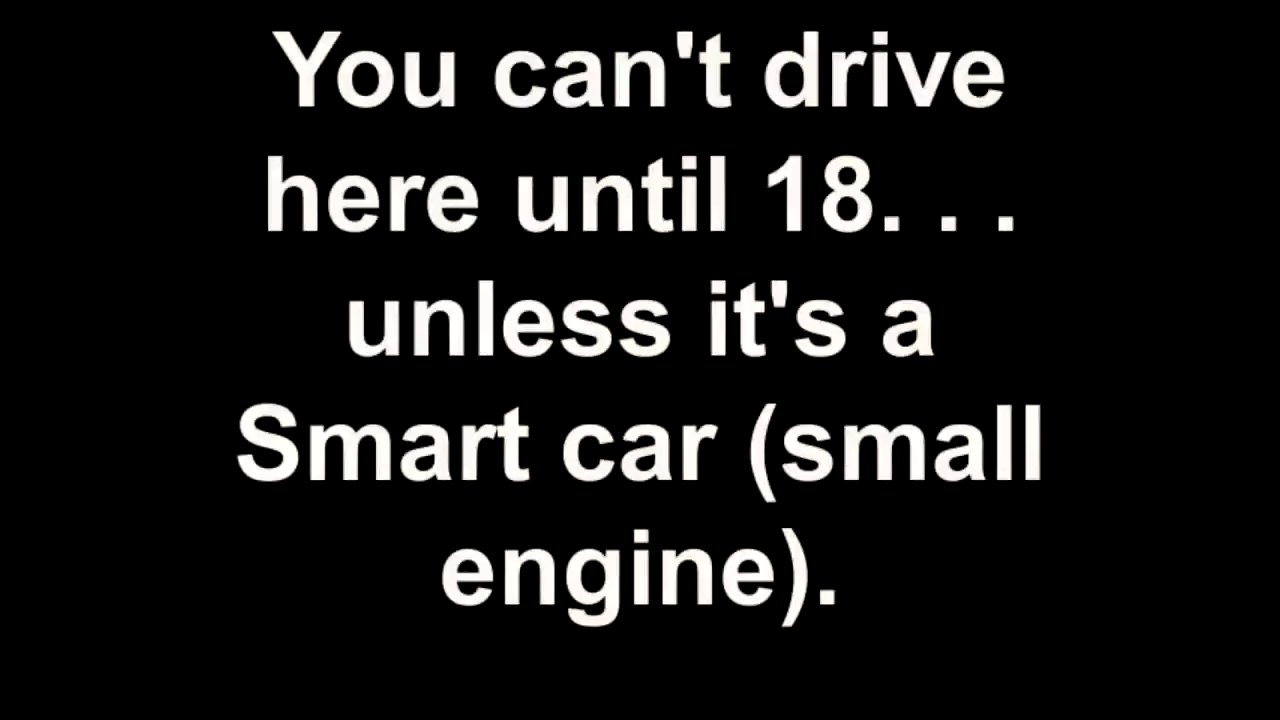 You can't drive
here until 18. . .
unless it's a
Smart car (small
engine).